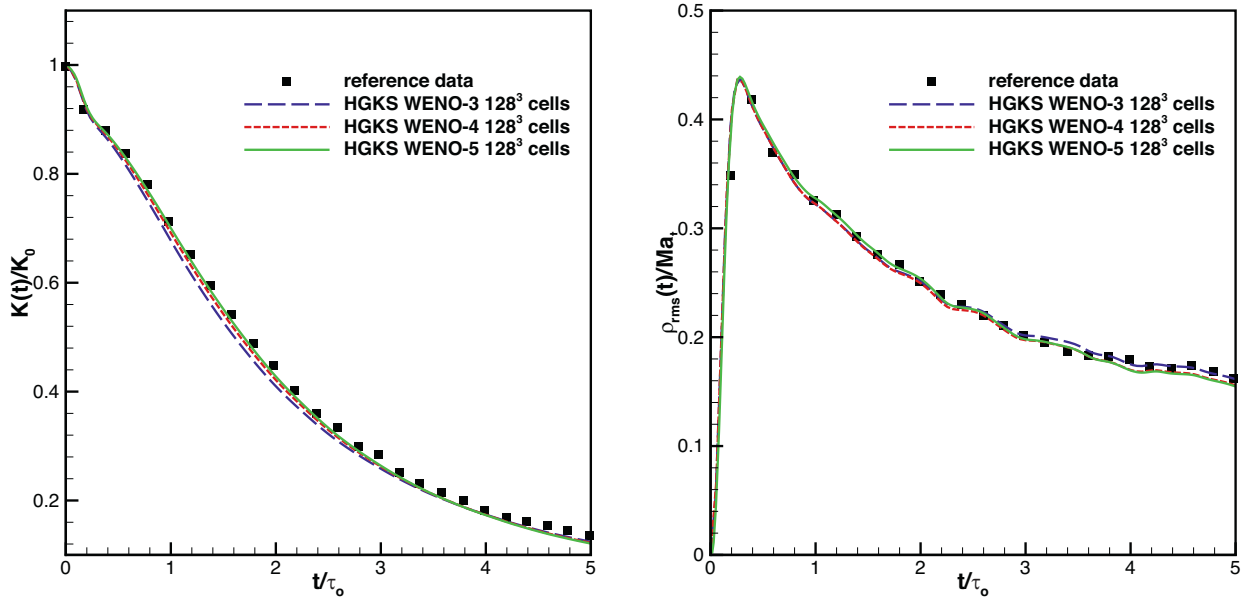 K(t)/K₀
1
0.8
0.6
0.4
0.2
0 1 2 3 4 5
t/τₒ
reference data
HGKS WENO-3 128³ cells
HGKS WENO-4 128³ cells
HGKS WENO-5 128³ cells
ρrms(t)/Maₜ
0.5
0.4
0.3
0.2
0.1
0
0 1 2 3 4 5
t/τₒ
reference data
HGKS WENO-3 128³ cells
HGKS WENO-4 128³ cells
HGKS WENO-5 128³ cells